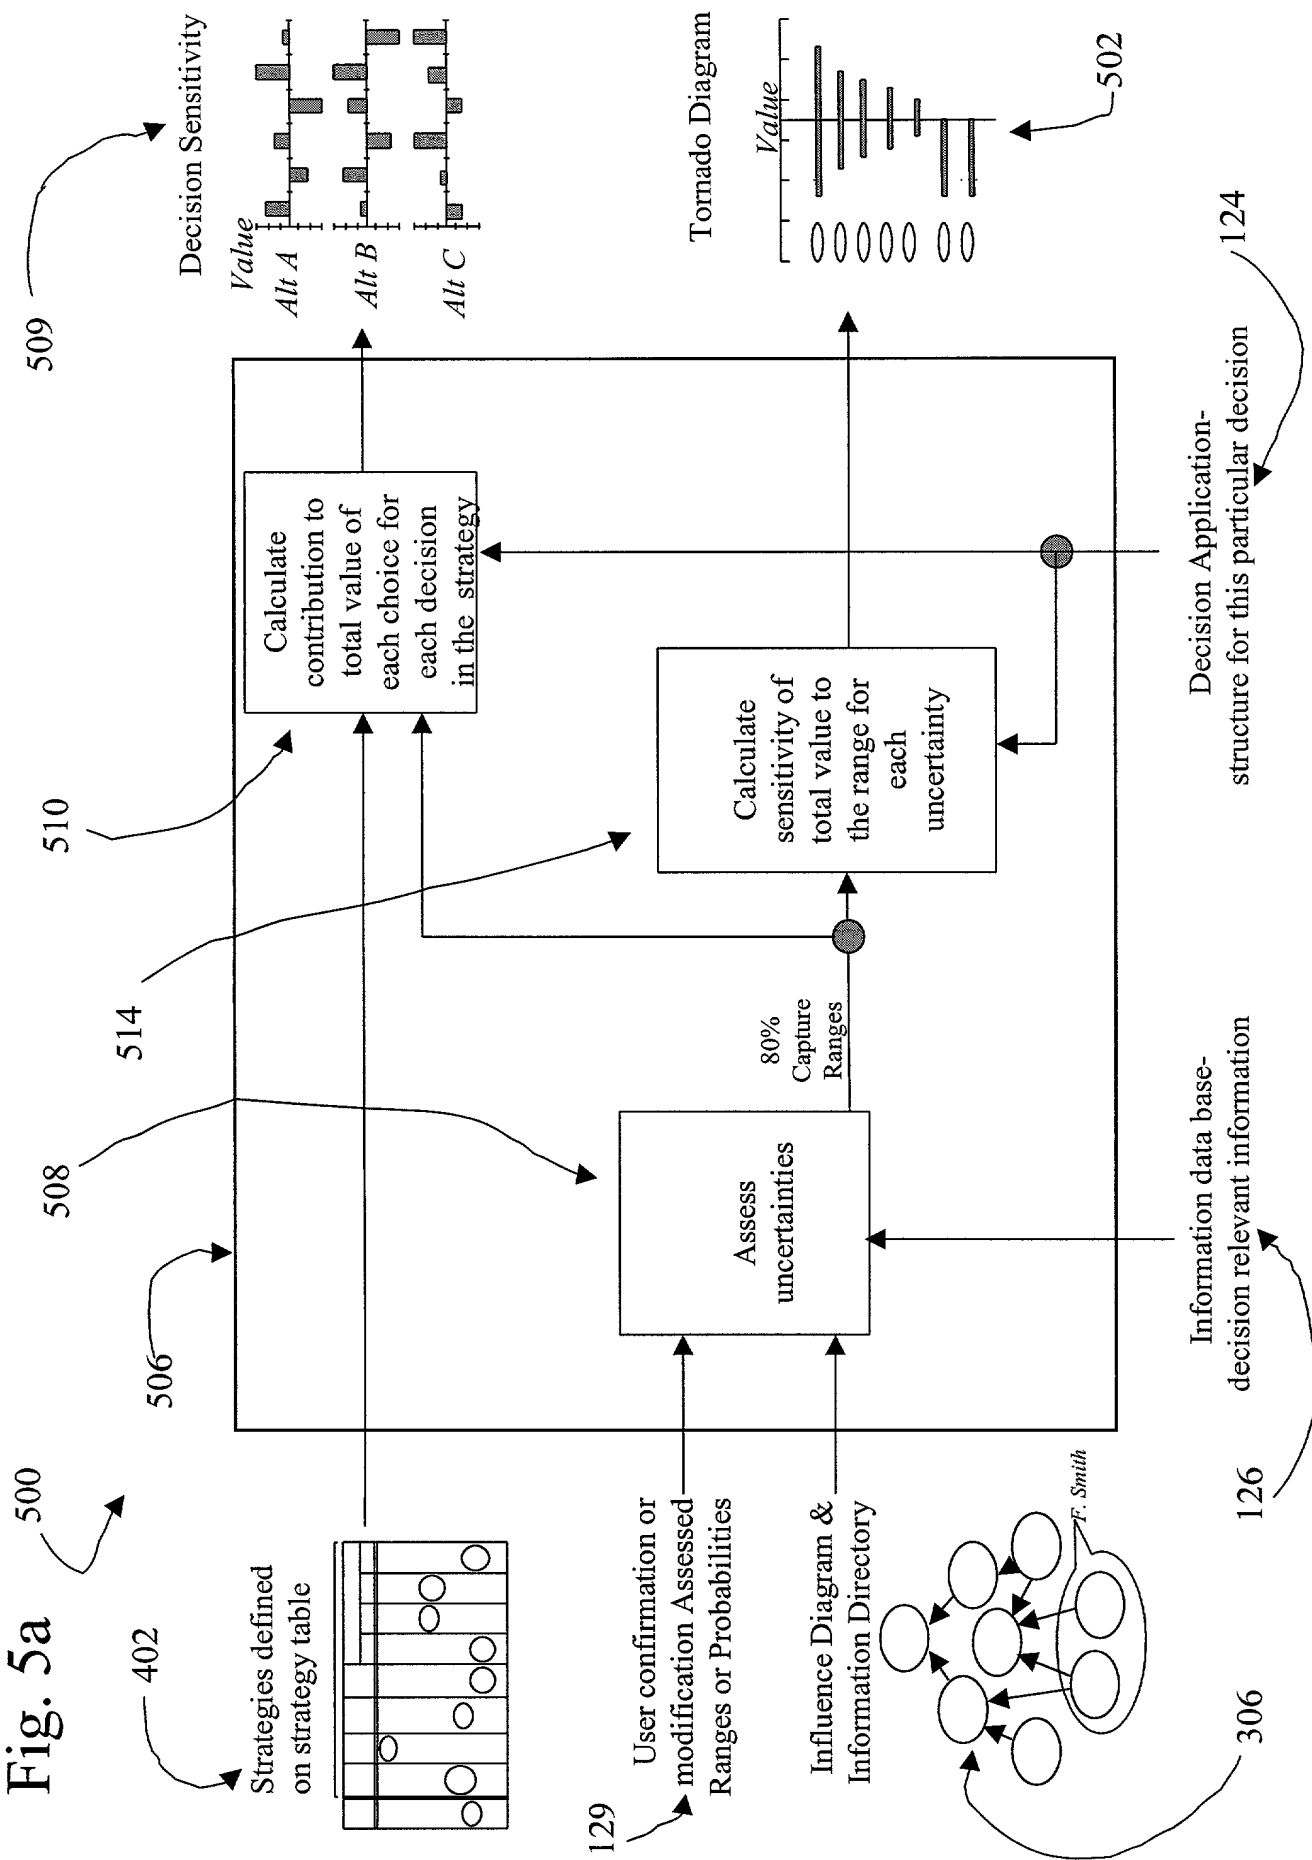 Fig. 5a
500
402
Strategies defined
on strategy table
129
User confirmation or
modification Assessed
Ranges or Probabilities
Influence Diagram &
Information Directory
F. Smith
306
506
508
514
510
Assess
uncertainties
80%
Capture
Ranges
Calculate
contribution to
total value of
each choice for
each decision
in the strategy
Calculate
sensitivity of
total value to
the range for
each
uncertainty
126
Information data base-
decision relevant information
124
Decision Application-
structure for this particular decision
509
Decision Sensitivity
Value
Alt A
Alt B
Alt C
Tornado Diagram
Value
502